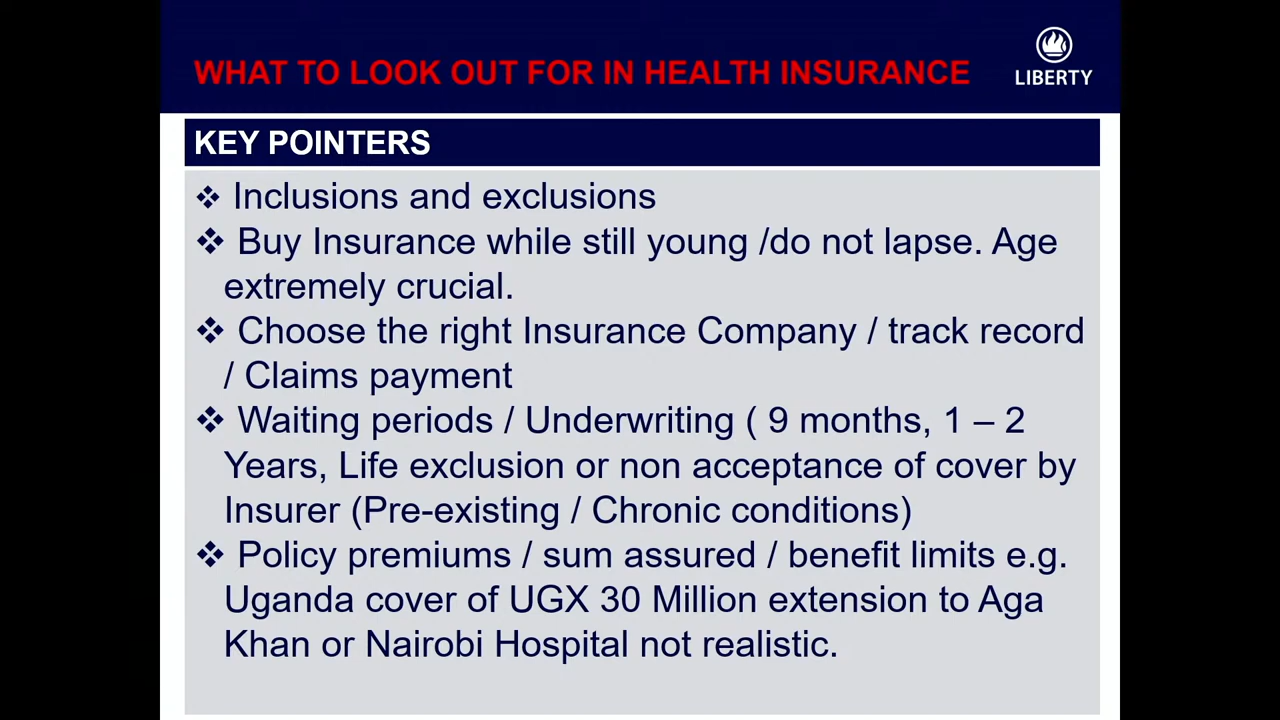 WHAT TO LOOK OUT FOR IN HEALTH INSURANCE
LIBERTY
KEY POINTERS
❖ Inclusions and exclusions
❖ Buy Insurance while still young /do not lapse. Age
extremely crucial.
❖ Choose the right Insurance Company / track record
/ Claims payment
❖ Waiting periods / Underwriting ( 9 months, 1 – 2
Years, Life exclusion or non acceptance of cover by
Insurer (Pre-existing / Chronic conditions)
❖ Policy premiums / sum assured / benefit limits e.g.
Uganda cover of UGX 30 Million extension to Aga
Khan or Nairobi Hospital not realistic.